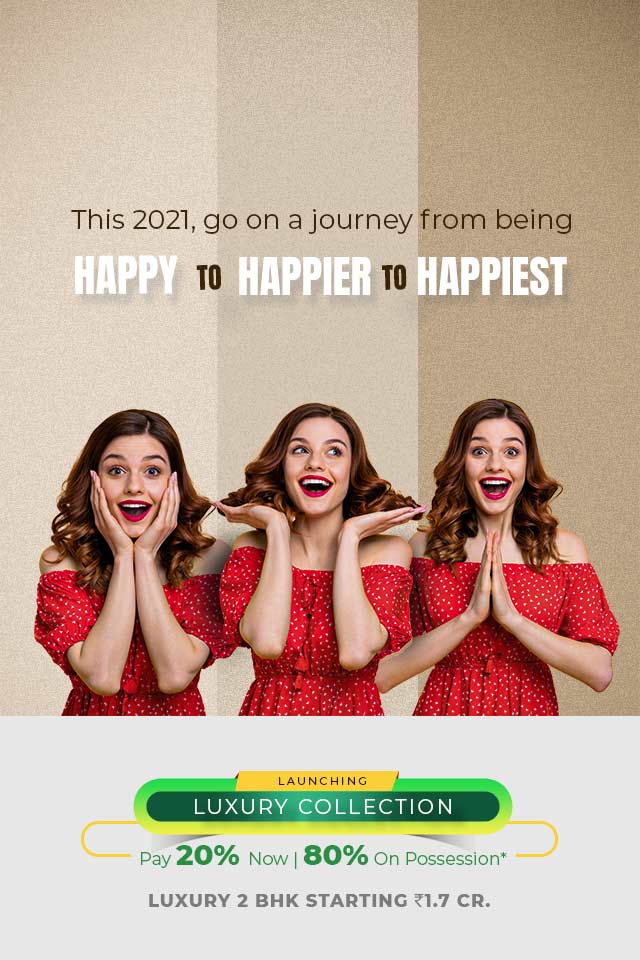 This 2021, go on a journey from being
HAPPY TO HAPPIER TO HAPPIEST
LAUNCHING
LUXURY COLLECTION
Pay 20% Now | 80% On Possession*
LUXURY 2 BHK STARTING ₹1.7 CR.